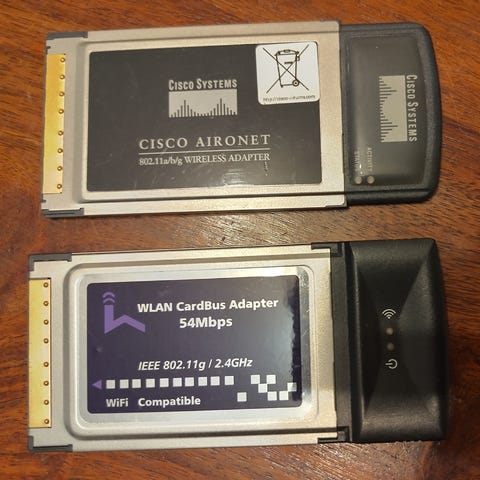 CISCO SYSTEMS
CISCO AIRONET
802.11a/b/g WIRELESS ADAPTER
CISCO SYSTEMS
WLAN CardBus Adapter
54Mbps
IEEE 802.11g / 2.4GHz
WiFi Compatible